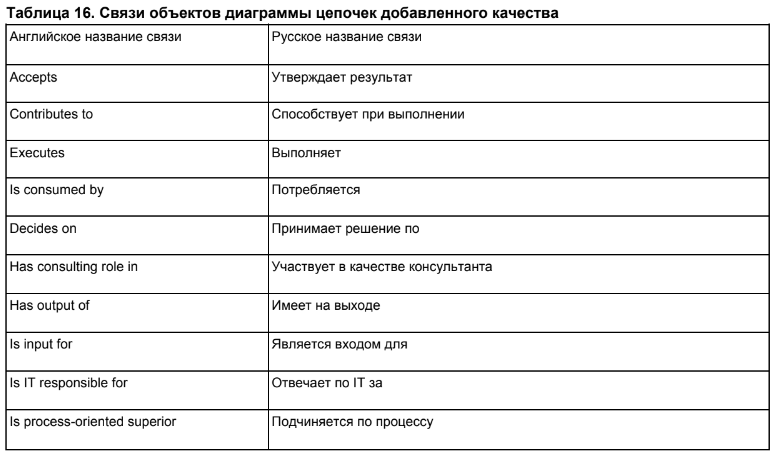 Таблица 16. Связи объектов диаграммы цепочек добавленного качества
Английское название связи Русское название связи
Accepts Утверждает результат
Contributes to Способствует при выполнении
Executes Выполняет
Is consumed by Потребляется
Decides on Принимает решение по
Has consulting role in Участвует в качестве консультанта
Has output of Имеет на выходе
Is input for Является входом для
Is IT responsible for Отвечает по IT за
Is process-oriented superior Подчиняется по процессу